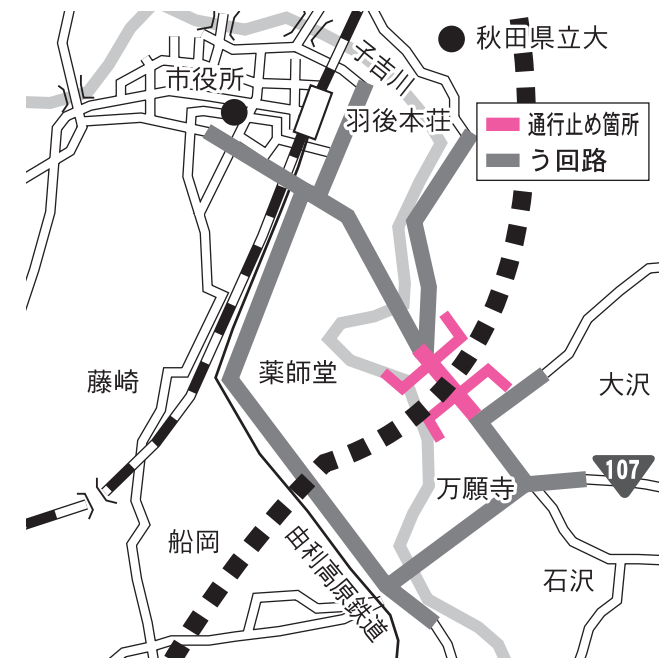 秋田県立大
子吉川
市役所
羽後本荘
通行止め箇所
う回路
薬師堂
藤崎
大沢
107
万願寺
船岡
由利高原鉄道
石沢